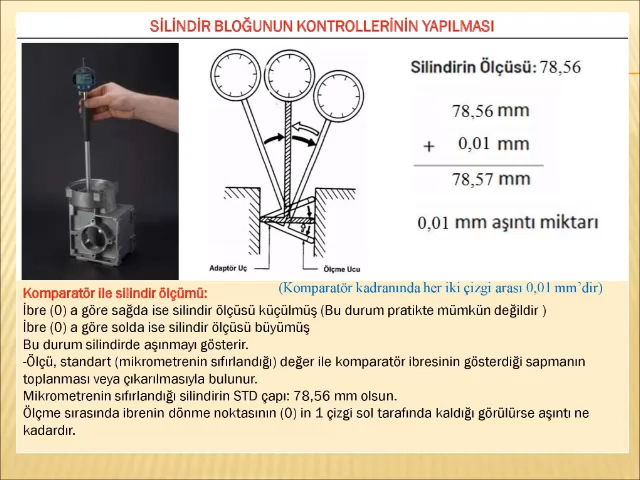 SİLİNDİR BLOĞUNUN KONTROLLERİNİN YAPILMASI
Silindirin Ölçüsü: 78,56
78,56 mm
+ 0,01 mm
78,57 mm
0,01 mm aşıntı miktarı
Adaptör Uç
Ölçme Ucu
(Komparatör kadranında her iki çizgi arası 0,01 mm`dir)
Komparatör ile silindir ölçümü:
İbre (0) a göre sağda ise silindir ölçüsü küçülmüş (Bu durum pratikte mümkün değildir )
İbre (0) a göre solda ise silindir ölçüsü büyümüş
Bu durum silindirde aşınmayı gösterir.
-Ölçü, standart (mikrometrenin sıfırlandığı) değer ile komparatör ibresinin gösterdiği sapmanın
toplanması veya çıkarılmasıyla bulunur.
Mikrometrenin sıfırlandığı silindirin STD çapı: 78,56 mm olsun.
Ölçme sırasında ibrenin dönme noktasının (0) in 1 çizgi sol tarafında kaldığı görülürse aşıntı ne
kadardır.